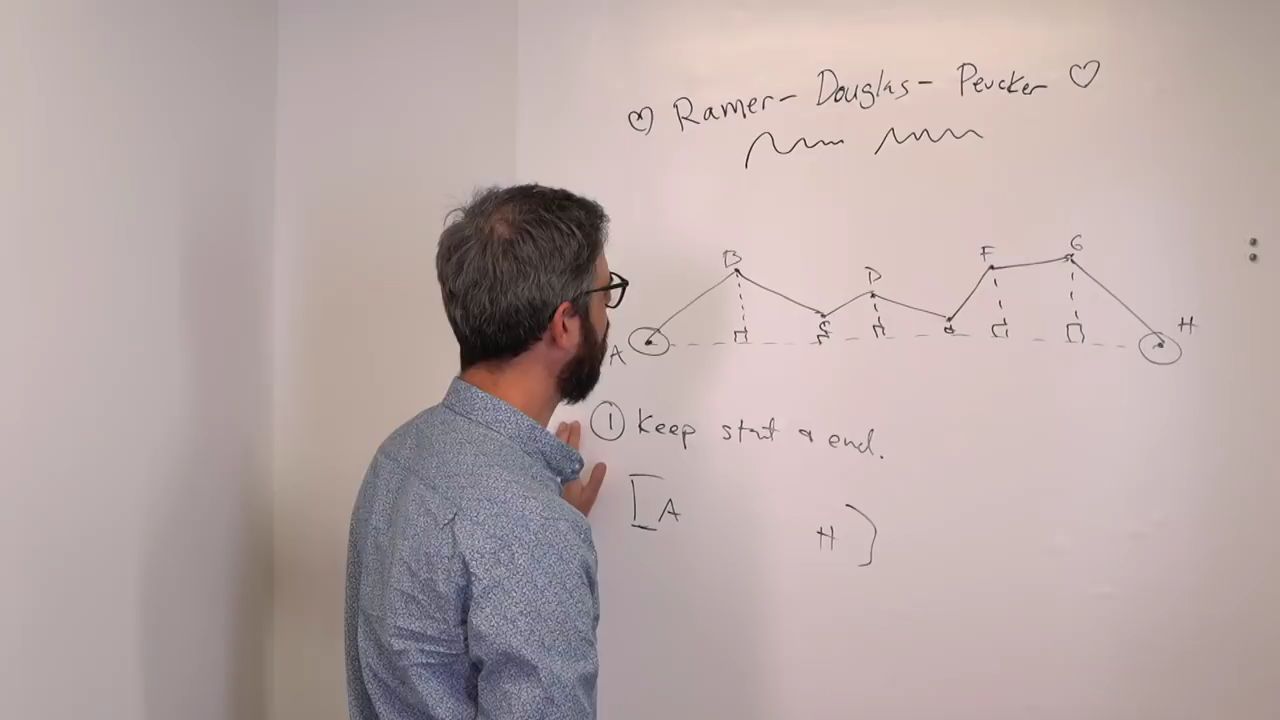 ♡ Ramer - Douglas - Peucker ♡
B D F G
A C H
① Keep start & end.
[A H]